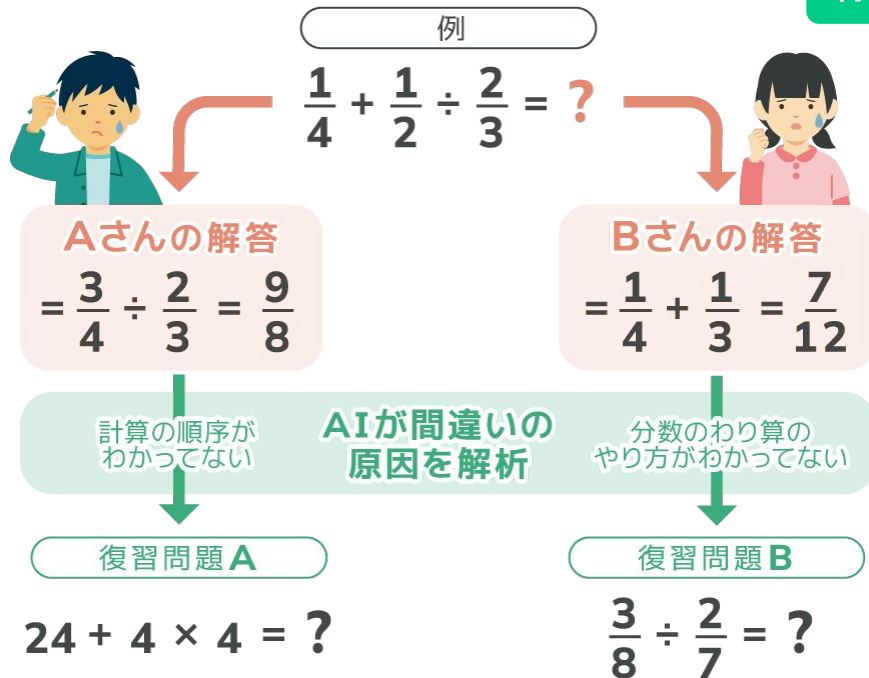 例
1/4 + 1/2 ÷ 2/3 = ?
Aさんの解答
= 3/4 ÷ 2/3 = 9/8
Bさんの解答
= 1/4 + 1/3 = 7/12
計算の順序が
わかってない
AIが間違いの
原因を解析
分数のわり算の
やり方がわかってない
復習問題A
24 + 4 × 4 = ?
復習問題B
3/8 ÷ 2/7 = ?